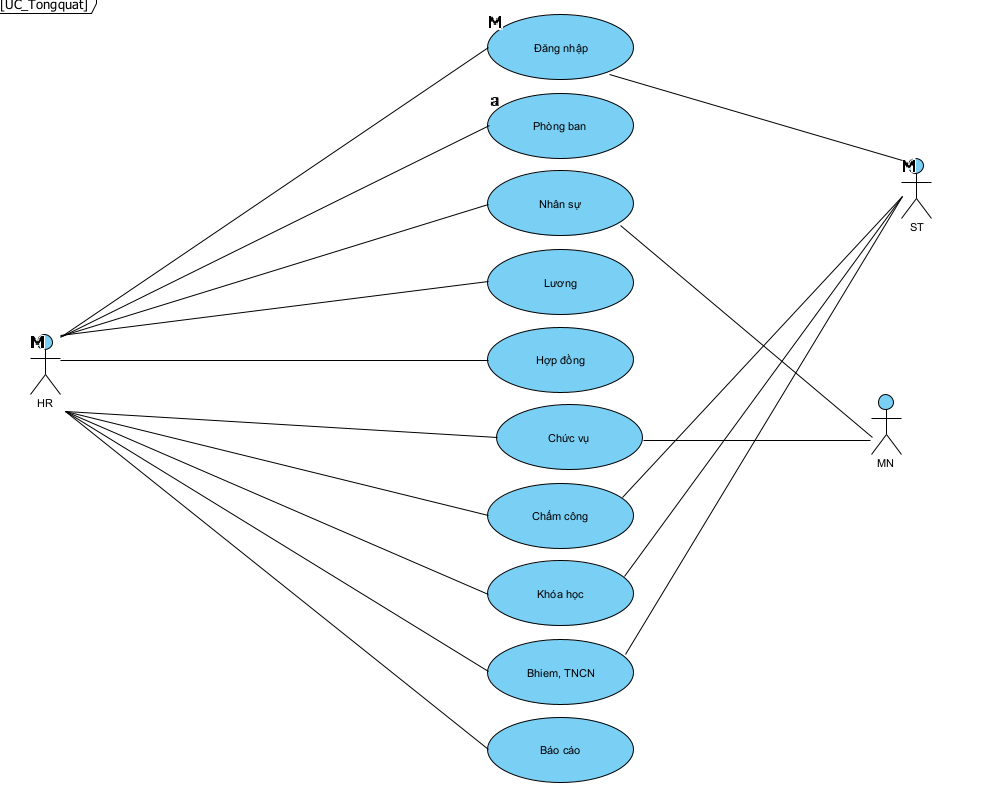 [UC_Tongquat]
M
Đăng nhập
a
Phòng ban
M
ST
Nhân sự
Lương
M
HR
Hợp đồng
Chức vụ
MN
Chấm công
Khóa học
Bhiem, TNCN
Báo cáo